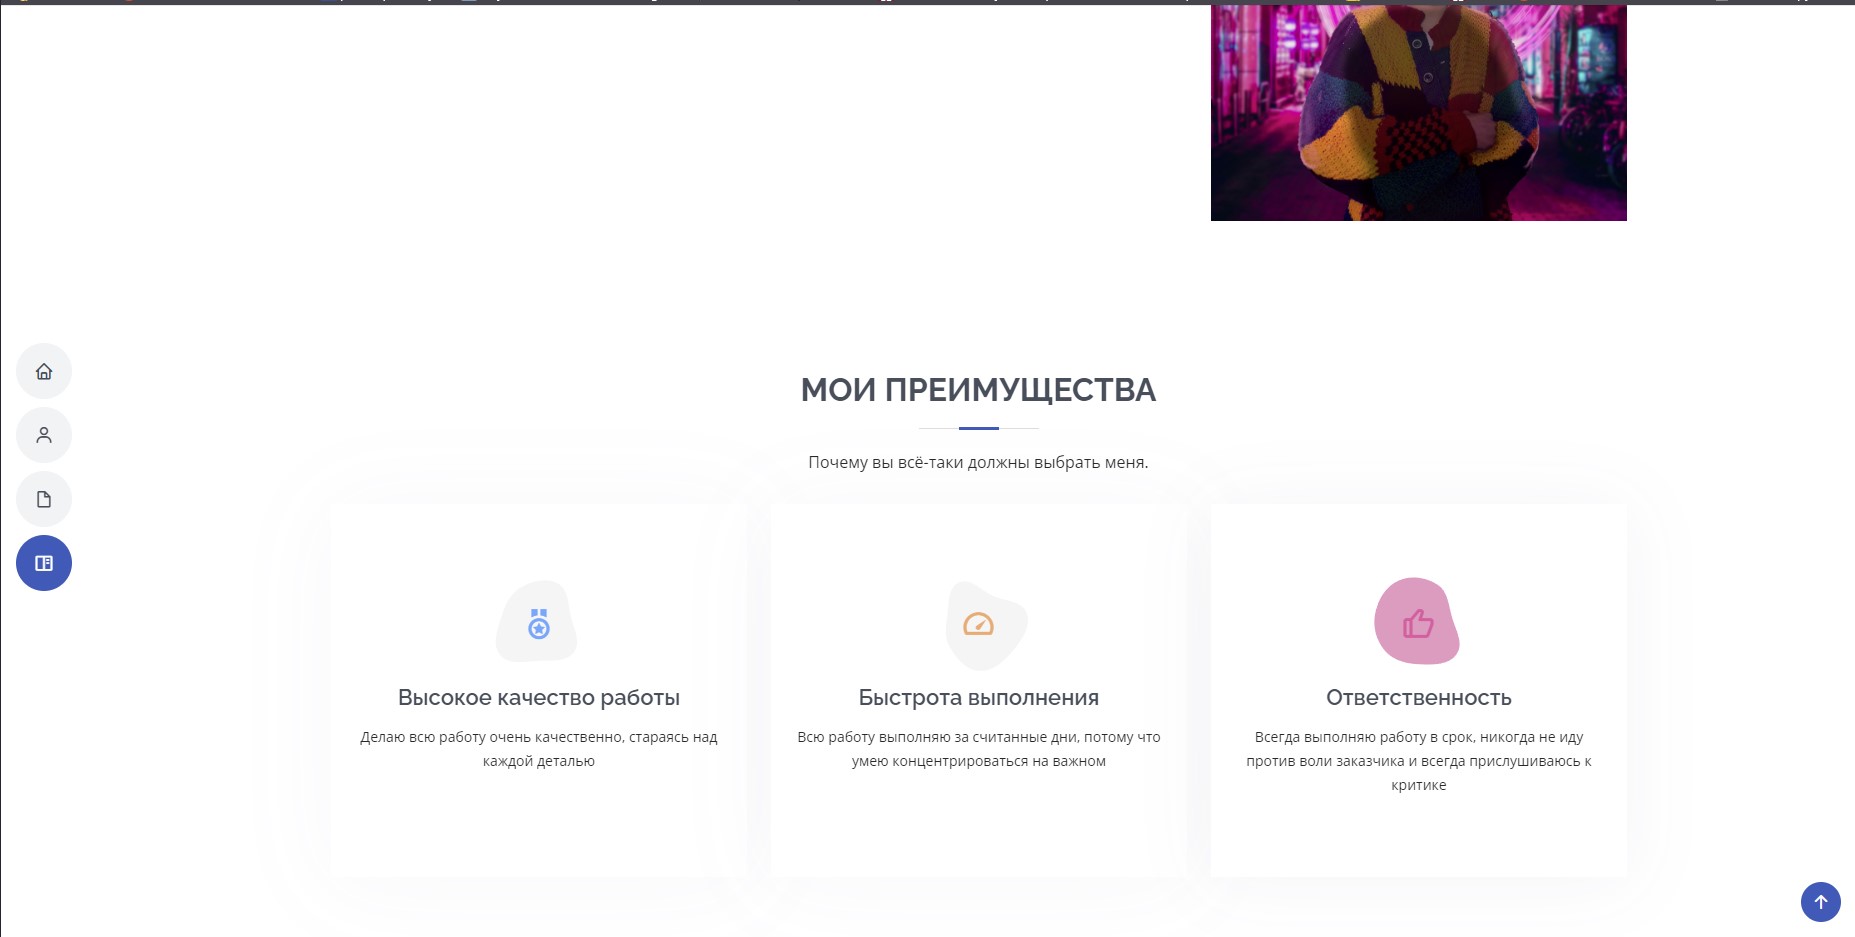 МОИ ПРЕИМУЩЕСТВА
Почему вы всё-таки должны выбрать меня.
Высокое качество работы
Делаю всю работу очень качественно, стараясь над
каждой деталью
Быстрота выполнения
Всю работу выполняю за считанные дни, потому что
умею концентрироваться на важном
Ответственность
Всегда выполняю работу в срок, никогда не иду
против воли заказчика и всегда прислушиваюсь к
критике